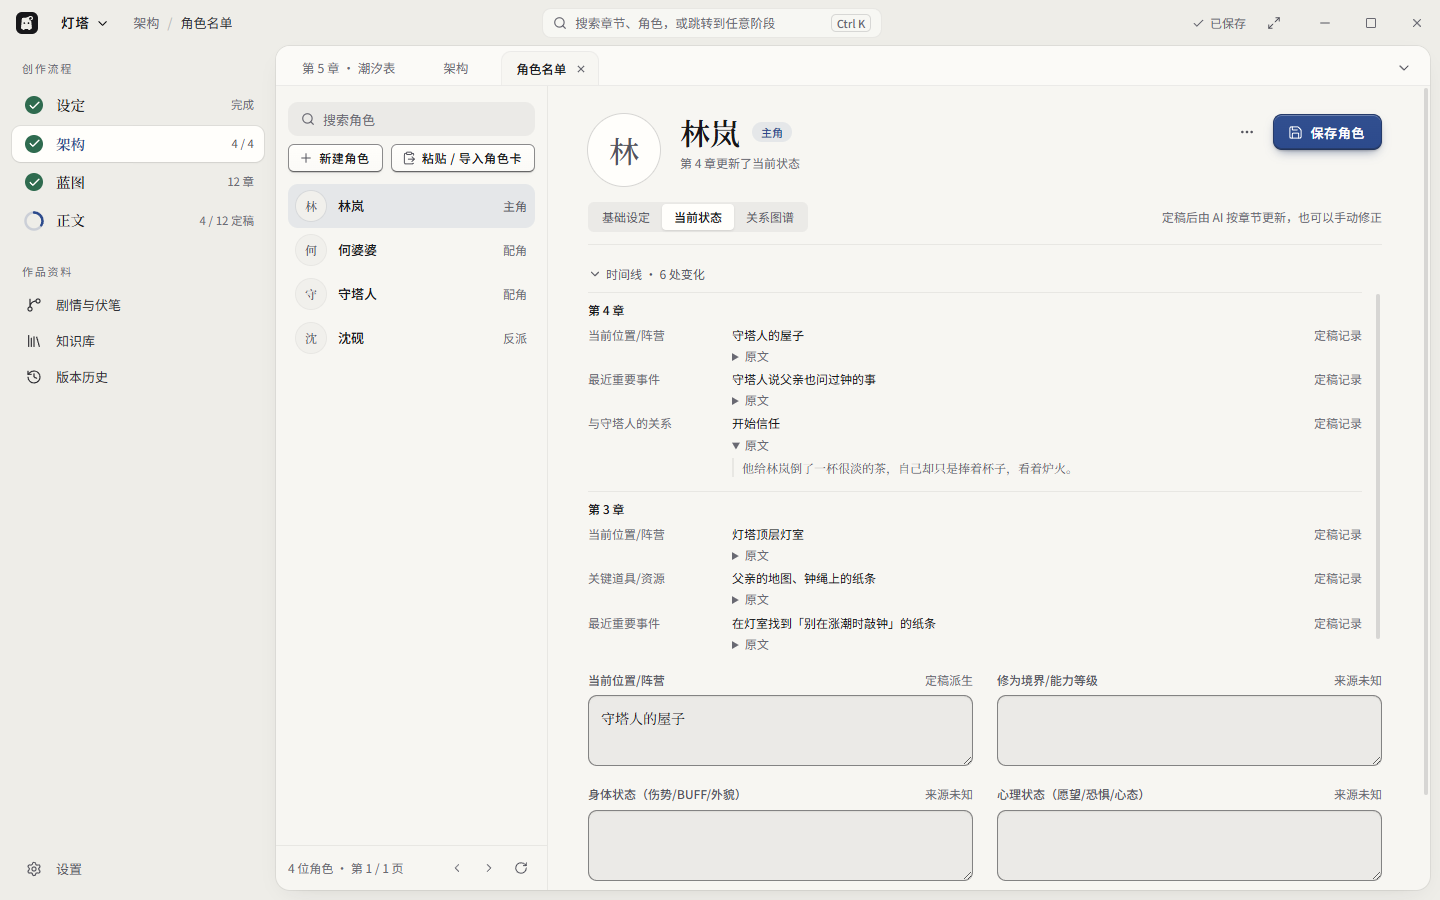 灯塔
架构 / 角色名单
搜索章节、角色，或跳转到任意阶段
Ctrl K
已保存
创作流程
设定 完成
架构 4 / 4
蓝图 12 章
正文 4 / 12 定稿
作品资料
剧情与伏笔
知识库
版本历史
设置
第 5 章 · 潮汐表
架构
角色名单
搜索角色
新建角色
粘贴 / 导入角色卡
林 林岚 主角
何 何婆婆 配角
守 守塔人 配角
沈 沈砚 反派
4 位角色 · 第 1 / 1 页
林
林岚 主角
第 4 章更新了当前状态
保存角色
基础设定 当前状态 关系图谱
定稿后由 AI 按章节更新，也可以手动修正
时间线 · 6 处变化
第 4 章
当前位置/阵营 守塔人的屋子 定稿记录
原文
最近重要事件 守塔人说父亲也问过钟的事 定稿记录
原文
与守塔人的关系 开始信任 定稿记录
原文
他给林岚倒了一杯很淡的茶，自己却只是捧着杯子，看着炉火。
第 3 章
当前位置/阵营 灯塔顶层灯室 定稿记录
原文
关键道具/资源 父亲的地图、钟绳上的纸条 定稿记录
原文
最近重要事件 在灯室找到「别在涨潮时敲钟」的纸条 定稿记录
原文
当前位置/阵营 定稿派生
守塔人的屋子
修为境界/能力等级 来源未知
身体状态（伤势/BUFF/外貌） 来源未知
心理状态（愿望/恐惧/心态） 来源未知